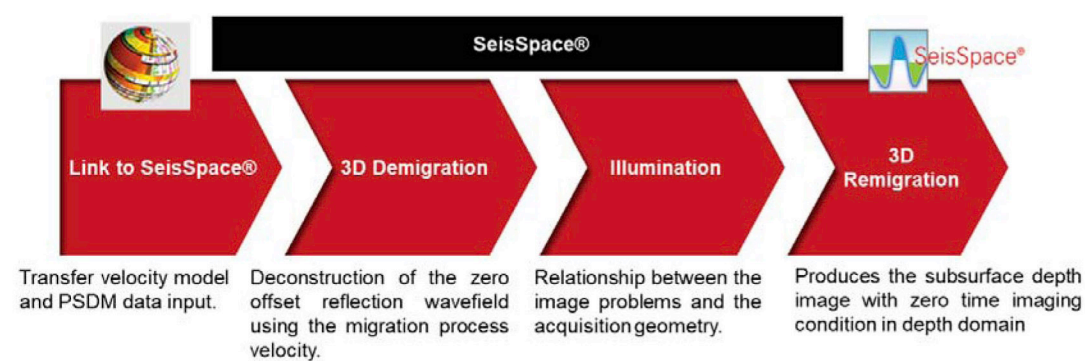 SeisSpace®
SeisSpace®
Link to SeisSpace®
3D Demigration
Illumination
3D
Remigration
Transfer velocity model
and PSDM data input.
Deconstruction of the zero
offset reflection wavefield
using the migration process
velocity.
Relationship between the
image problems and the
acquisition geometry.
Produces the subsurface depth
image with zero time imaging
condition in depth domain